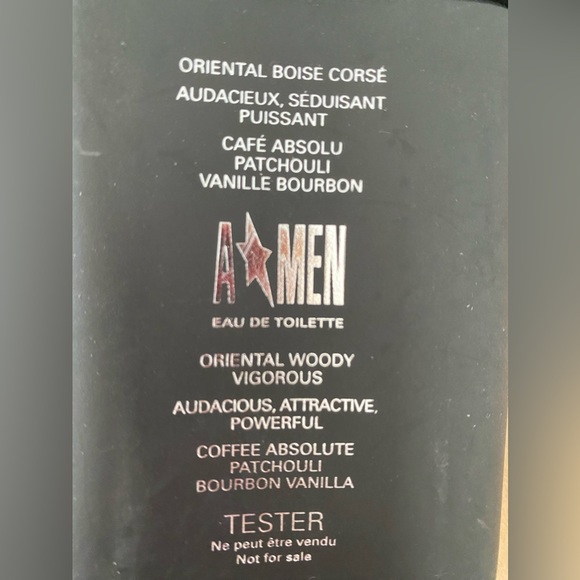 ORIENTAL BOISE CORSÉ
AUDACIEUX, SÉDUISANT
PUISSANT
CAFÉ ABSOLU
PATCHOULI
VANILLE BOURBON
A★MEN
EAU DE TOILETTE
ORIENTAL WOODY
VIGOROUS
AUDACIOUS, ATTRACTIVE,
POWERFUL
COFFEE ABSOLUTE
PATCHOULI
BOURBON VANILLA
TESTER
Ne peut être vendu
Not for sale